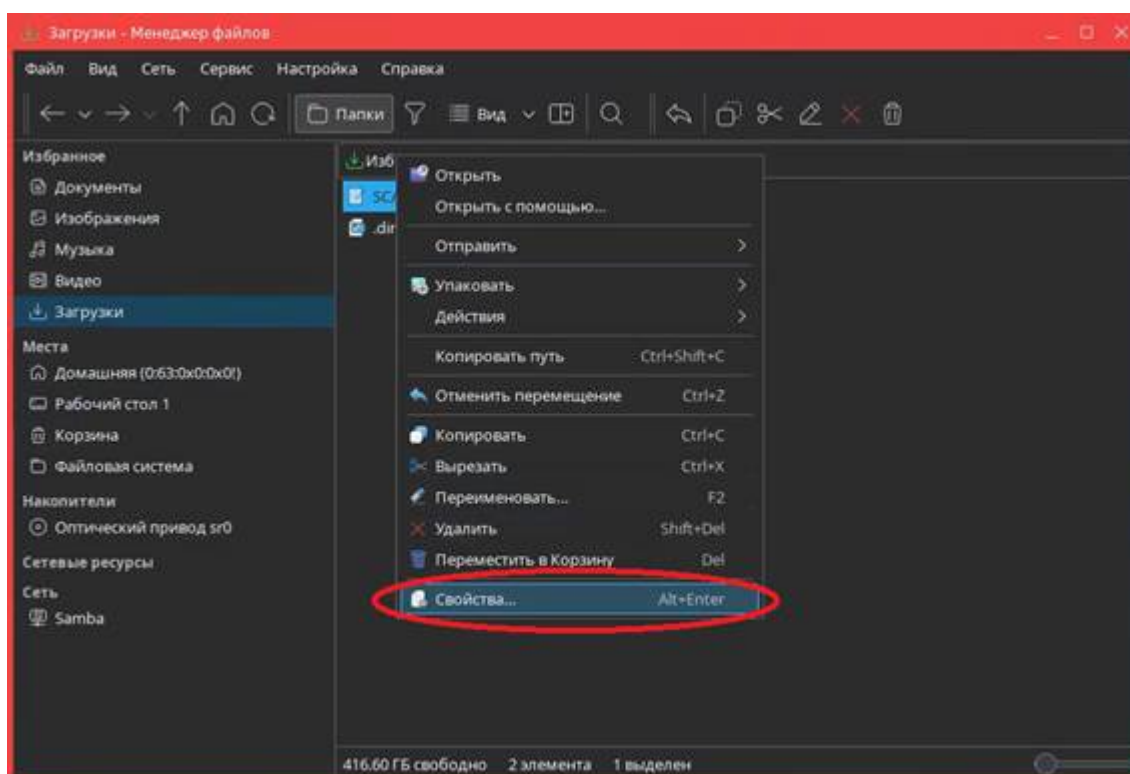 Загрузки - Менеджер файлов
Файл Вид Сеть Сервис Настройка Справка
Папки Вид
Избранное
Документы
Изображения
Музыка
Видео
Загрузки
Места
Домашняя (0:63:0x0:0x0!)
Рабочий стол 1
Корзина
Файловая система
Накопители
Оптический привод sr0
Сетевые ресурсы
Сеть
Samba
Изб
SC
.dir
Открыть
Открыть с помощью...
Отправить
Упаковать
Действия
Копировать путь Ctrl+Shift+C
Отменить перемещение Ctrl+Z
Копировать Ctrl+C
Вырезать Ctrl+X
Переименовать... F2
Удалить Shift+Del
Переместить в Корзину Del
Свойства... Alt+Enter
416.60 ГБ свободно 2 элемента 1 выделен